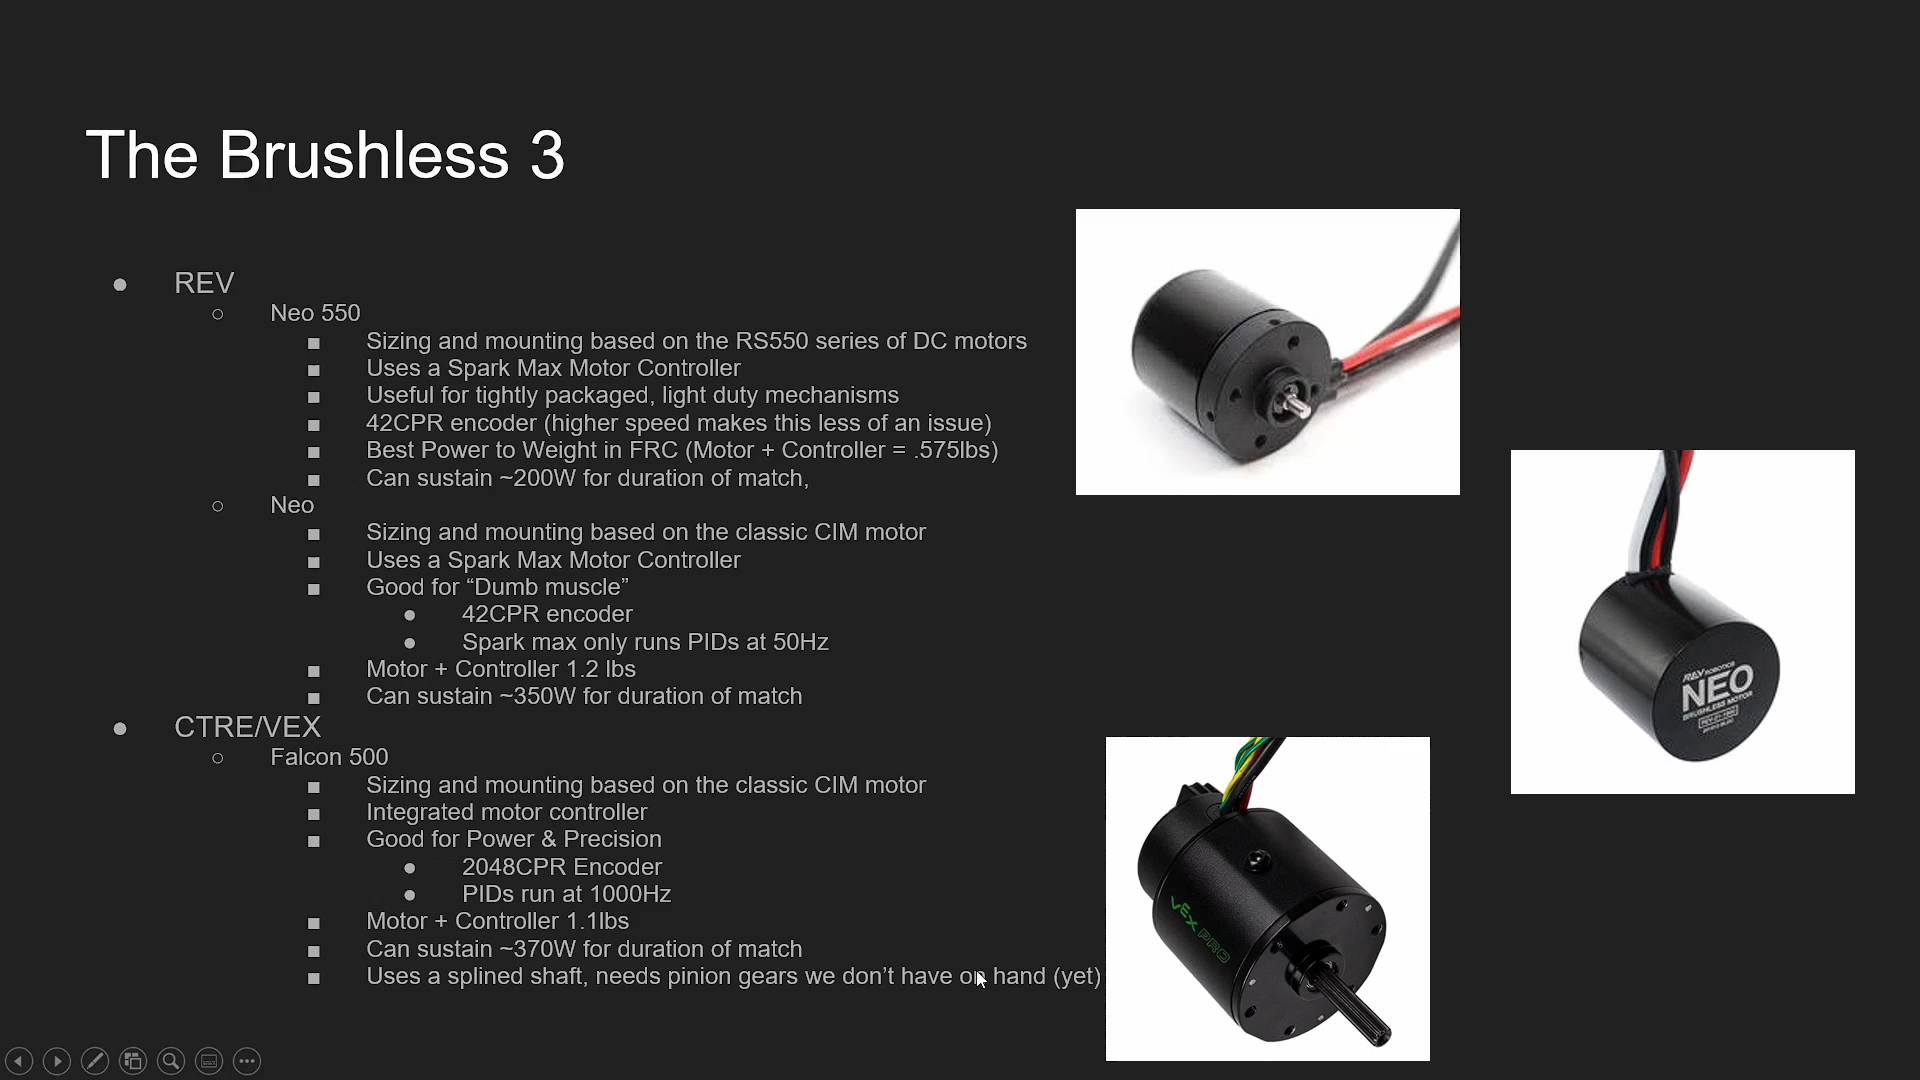 The Brushless 3
REV
Neo 550
Sizing and mounting based on the RS550 series of DC motors
Uses a Spark Max Motor Controller
Useful for tightly packaged, light duty mechanisms
42CPR encoder (higher speed makes this less of an issue)
Best Power to Weight in FRC (Motor + Controller = .575lbs)
Can sustain ~200W for duration of match,
Neo
Sizing and mounting based on the classic CIM motor
Uses a Spark Max Motor Controller
Good for “Dumb muscle”
42CPR encoder
Spark max only runs PIDs at 50Hz
Motor + Controller 1.2 lbs
Can sustain ~350W for duration of match
CTRE/VEX
Falcon 500
Sizing and mounting based on the classic CIM motor
Integrated motor controller
Good for Power & Precision
2048CPR Encoder
PIDs run at 1000Hz
Motor + Controller 1.1lbs
Can sustain ~370W for duration of match
Uses a splined shaft, needs pinion gears we don’t have on hand (yet)
REV ROBOTICS
NEO
BRUSHLESS MOTOR
VEX PRO